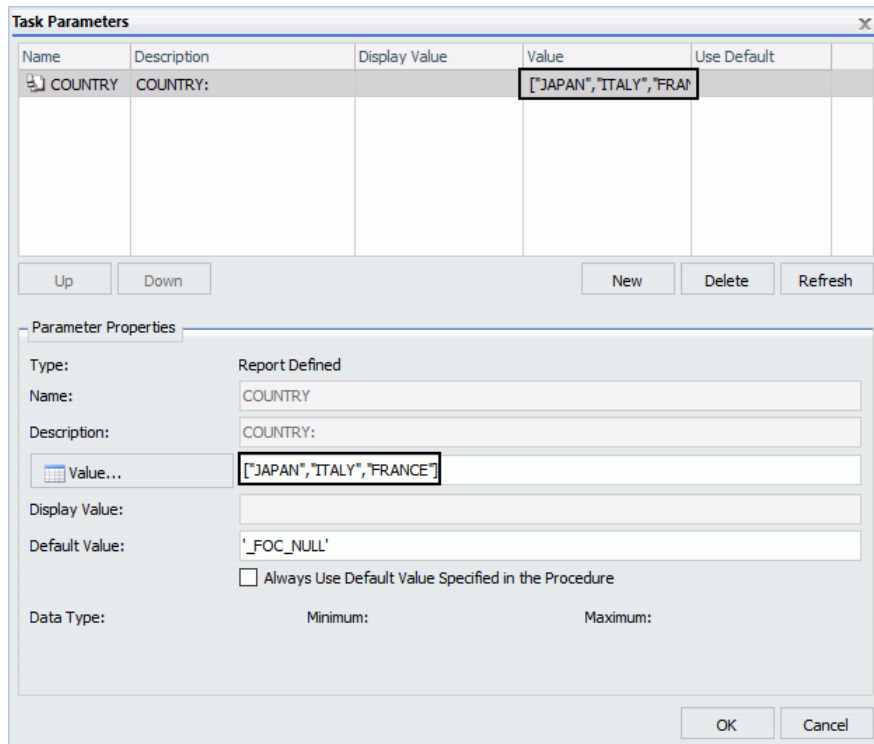 Task Parameters
Name Description Display Value Value Use Default
COUNTRY COUNTRY: ["JAPAN","ITALY","FRAN
Up Down New Delete Refresh
Parameter Properties
Type: Report Defined
Name: COUNTRY
Description: COUNTRY:
Value... ["JAPAN","ITALY","FRANCE"]
Display Value:
Default Value: '_FOC_NULL'
Always Use Default Value Specified in the Procedure
Data Type: Minimum: Maximum:
OK Cancel